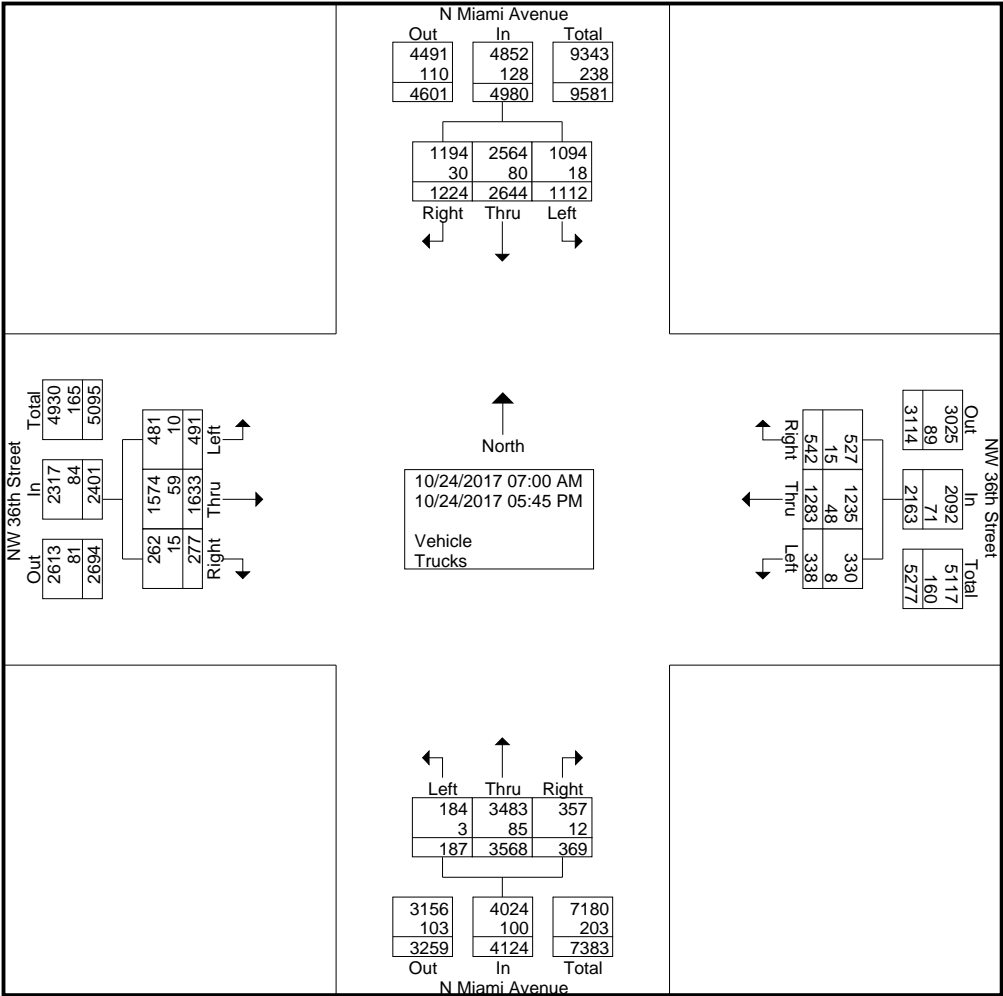 N Miami Avenue
Out In Total
4491 4852 9343
110 128 238
4601 4980 9581
1194 2564 1094
30 80 18
1224 2644 1112
Right Thru Left
NW 36th Street
Total
4930
165
5095
In
2317
84
2401
Out
2613
81
2694
481
10
491
Left
1574
59
1633
Thru
262
15
277
Right
North
10/24/2017 07:00 AM
10/24/2017 05:45 PM
Vehicle
Trucks
Right
542
15
527
Thru
1283
48
1235
Left
338
8
330
NW 36th Street
Out
3025
89
3114
In
2092
71
2163
Total
5117
160
5277
Left Thru Right
184 3483 357
3 85 12
187 3568 369
3156 4024 7180
103 100 203
3259 4124 7383
Out In Total
N Miami Avenue